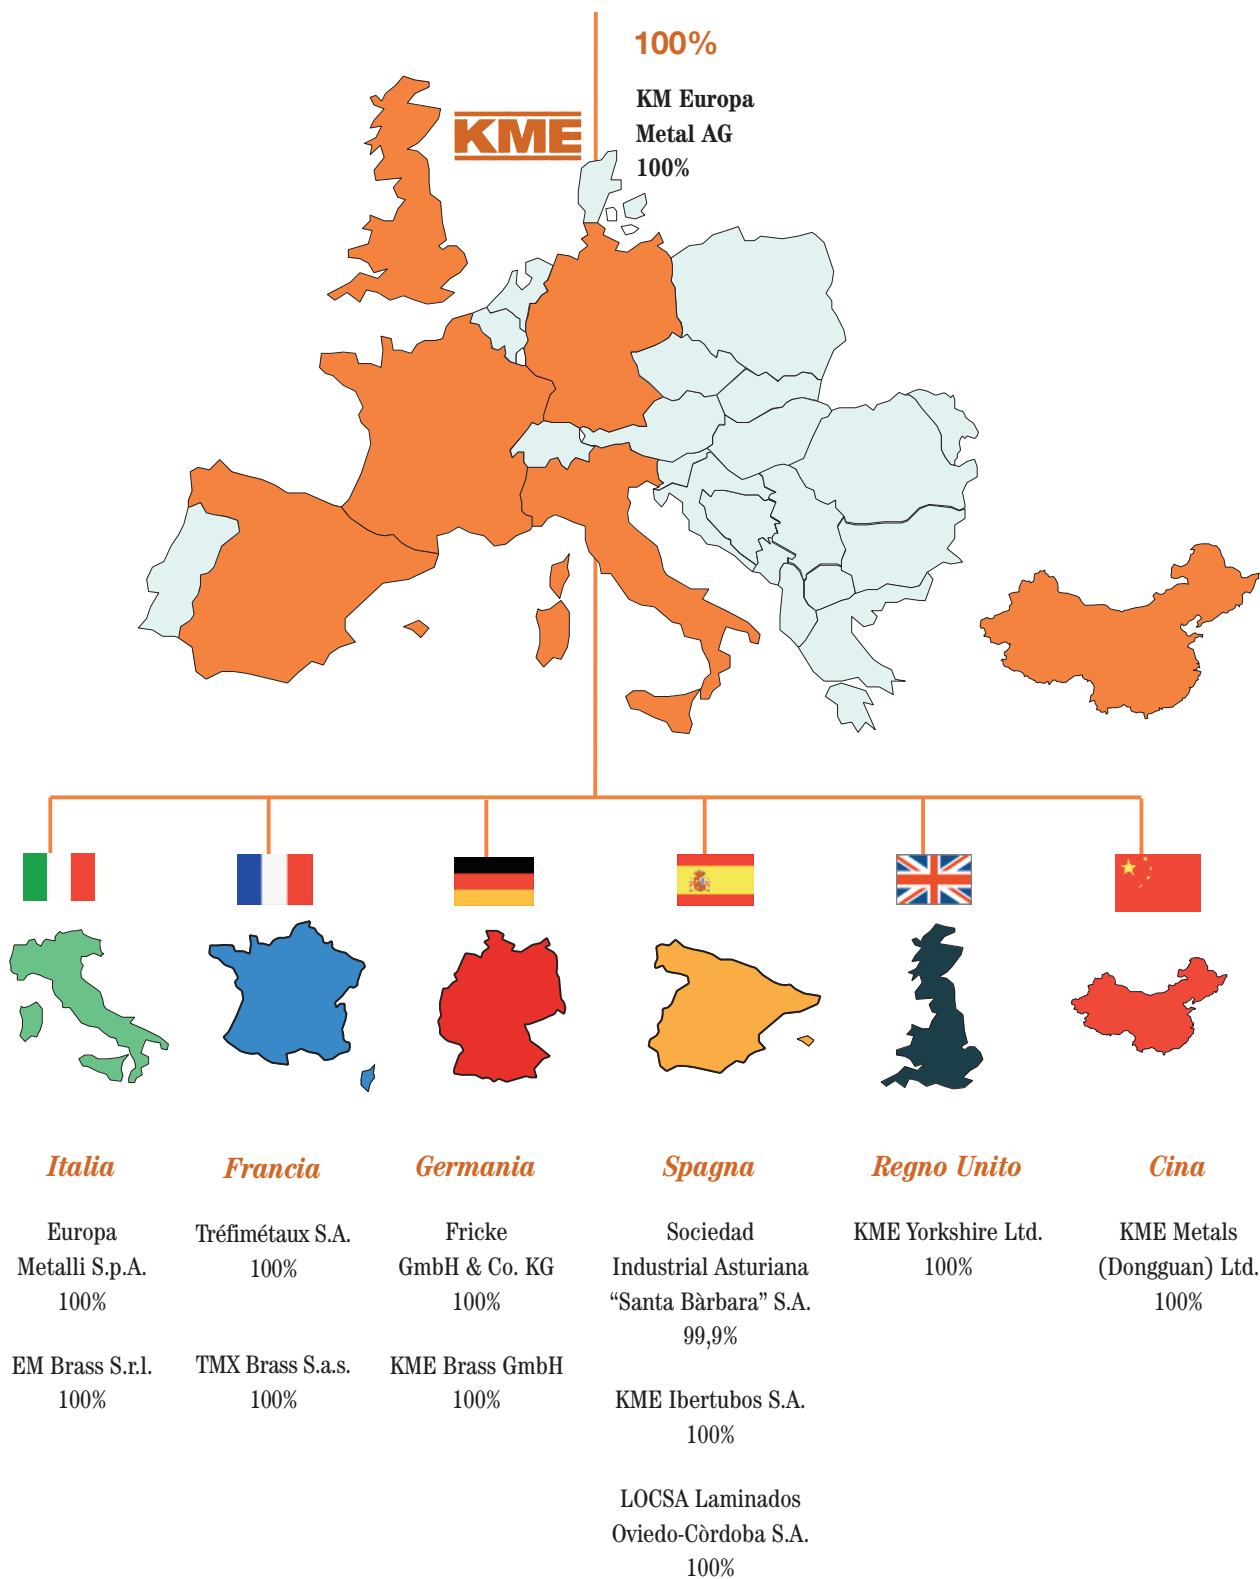 100%
KM Europa
Metal AG
100%
KME
Italia
Europa
Metalli S.p.A.
100%
EM Brass S.r.l.
100%
Francia
Tréfimétaux S.A.
100%
TMX Brass S.a.s.
100%
Germania
Fricke
GmbH & Co. KG
100%
KME Brass GmbH
100%
Spagna
Sociedad
Industrial Asturiana
“Santa Bàrbara” S.A.
99,9%
KME Ibertubos S.A.
100%
LOCSA Laminados
Oviedo-Còrdoba S.A.
100%
Regno Unito
KME Yorkshire Ltd.
100%
Cina
KME Metals
(Dongguan) Ltd.
100%